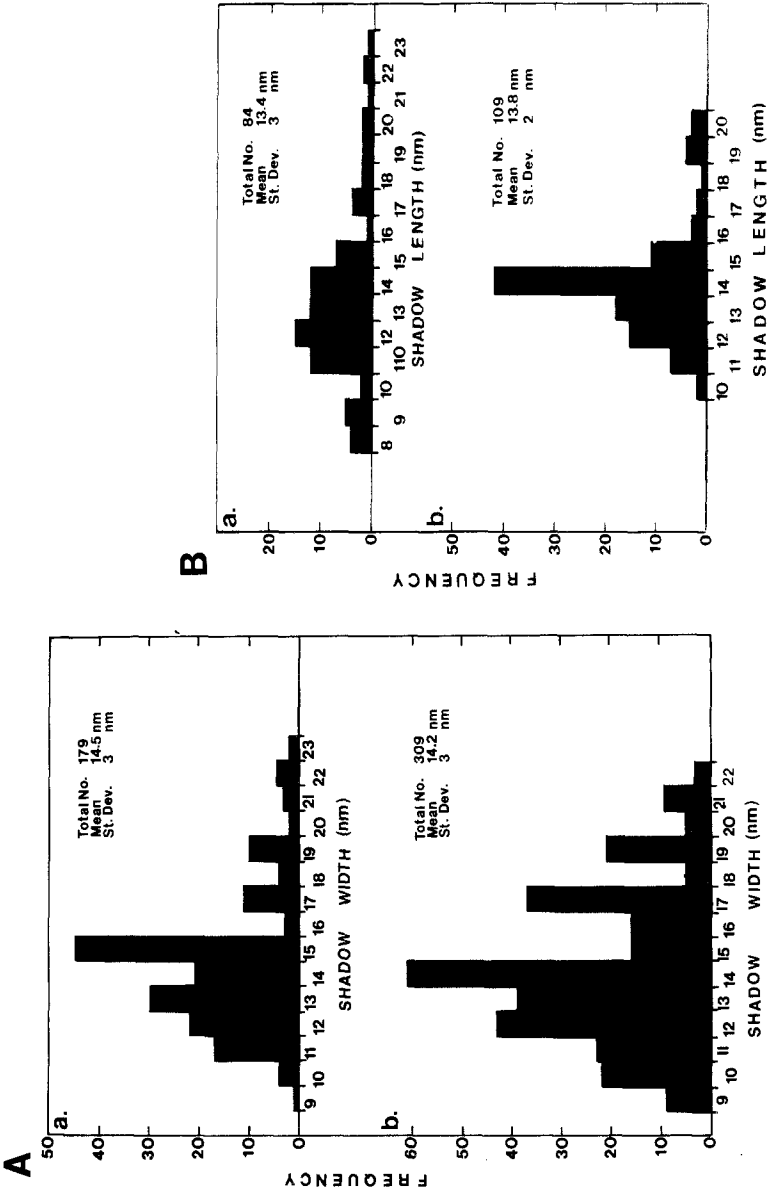 A
a.
Total No. 179
Mean 14.5 nm
St. Dev. 3 nm
50
40
30
20
10
0
9 10 11 12 13 14 15 16 17 18 19 20 21 22 23
SHADOW WIDTH (nm)
FREQUENCY
b.
Total No. 309
Mean 14.2 nm
St. Dev. 3 nm
60
50
40
30
20
10
0
9 10 11 12 13 14 15 16 17 18 19 20 21 22
SHADOW WIDTH (nm)
B
a.
Total No. 84
Mean 13.4 nm
St. Dev. 3 nm
20
10
0
8 9 10 110 12 13 14 15 16 17 18 19 20 21 22 23
SHADOW LENGTH (nm)
FREQUENCY
b.
Total No. 109
Mean 13.8 nm
St. Dev. 2 nm
50
40
30
20
10
0
10 11 12 13 14 15 16 17 18 19 20
SHADOW LENGTH (nm)